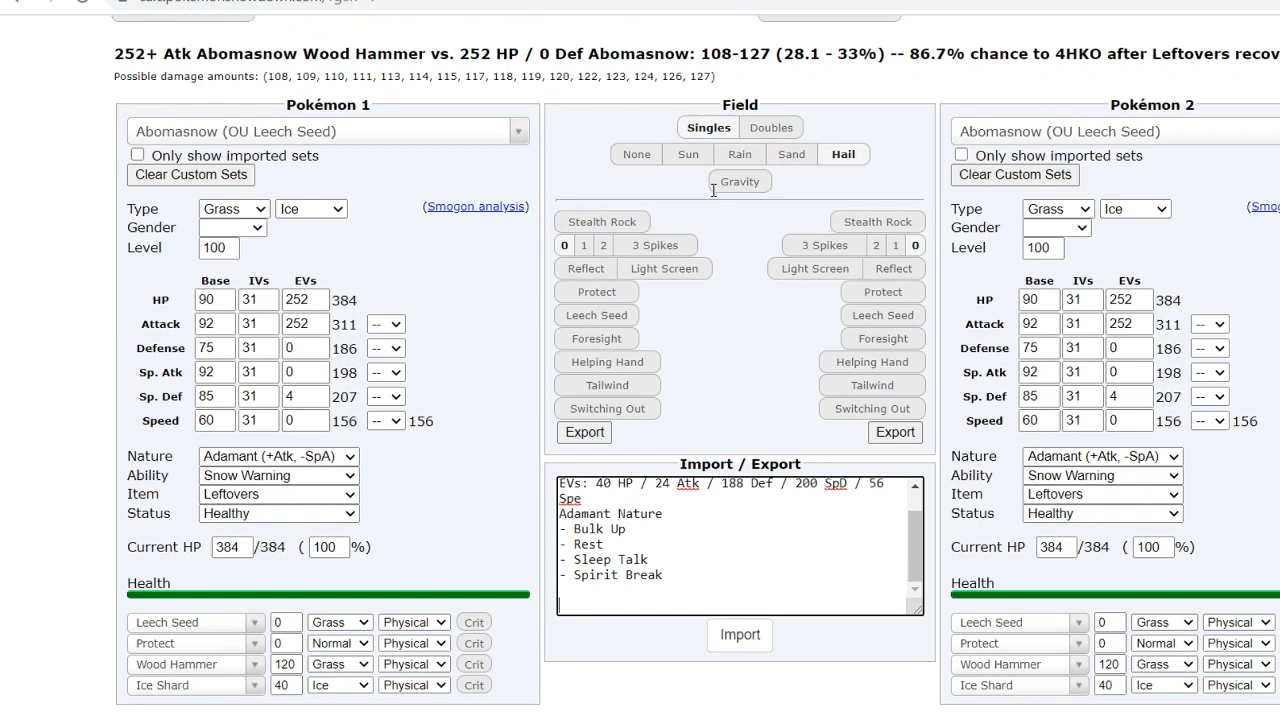 252+ Atk Abomasnow Wood Hammer vs. 252 HP / 0 Def Abomasnow: 108-127 (28.1 - 33%) -- 86.7% chance to 4HKO after Leftovers recov
Possible damage amounts: (108, 109, 110, 111, 113, 114, 115, 117, 118, 119, 120, 122, 123, 124, 126, 127)
Pokémon 1
Abomasnow (OU Leech Seed)
Only show imported sets
Clear Custom Sets
Type Grass Ice (Smogon analysis)
Gender
Level 100
Base IVs EVs
HP 90 31 252 384
Attack 92 31 252 311 --
Defense 75 31 0 186 --
Sp. Atk 92 31 0 198 --
Sp. Def 85 31 4 207 --
Speed 60 31 0 156 -- 156
Nature Adamant (+Atk, -SpA)
Ability Snow Warning
Item Leftovers
Status Healthy
Current HP 384 /384 ( 100 %)
Health
Leech Seed 0 Grass Physical Crit
Protect 0 Normal Physical Crit
Wood Hammer 120 Grass Physical Crit
Ice Shard 40 Ice Physical Crit
Field
Singles Doubles
None Sun Rain Sand Hail
Gravity
Stealth Rock Stealth Rock
0 1 2 3 Spikes 3 Spikes 2 1 0
Reflect Light Screen Light Screen Reflect
Protect Protect
Leech Seed Leech Seed
Foresight Foresight
Helping Hand Helping Hand
Tailwind Tailwind
Switching Out Switching Out
Export Export
Import / Export
EVs: 40 HP / 24 Atk / 188 Def / 200 SpD / 56
Spe
Adamant Nature
- Bulk Up
- Rest
- Sleep Talk
- Spirit Break
Import
Pokémon 2
Abomasnow (OU Leech Seed)
Only show imported sets
Clear Custom Sets
Type Grass Ice (Smog
Gender
Level 100
Base IVs EVs
HP 90 31 252 384
Attack 92 31 252 311 --
Defense 75 31 0 186 --
Sp. Atk 92 31 0 198 --
Sp. Def 85 31 4 207 --
Speed 60 31 0 156 -- 156
Nature Adamant (+Atk, -SpA)
Ability Snow Warning
Item Leftovers
Status Healthy
Current HP 384 /384 ( 100 %)
Health
Leech Seed 0 Grass Physical
Protect 0 Normal Physical
Wood Hammer 120 Grass Physical
Ice Shard 40 Ice Physical